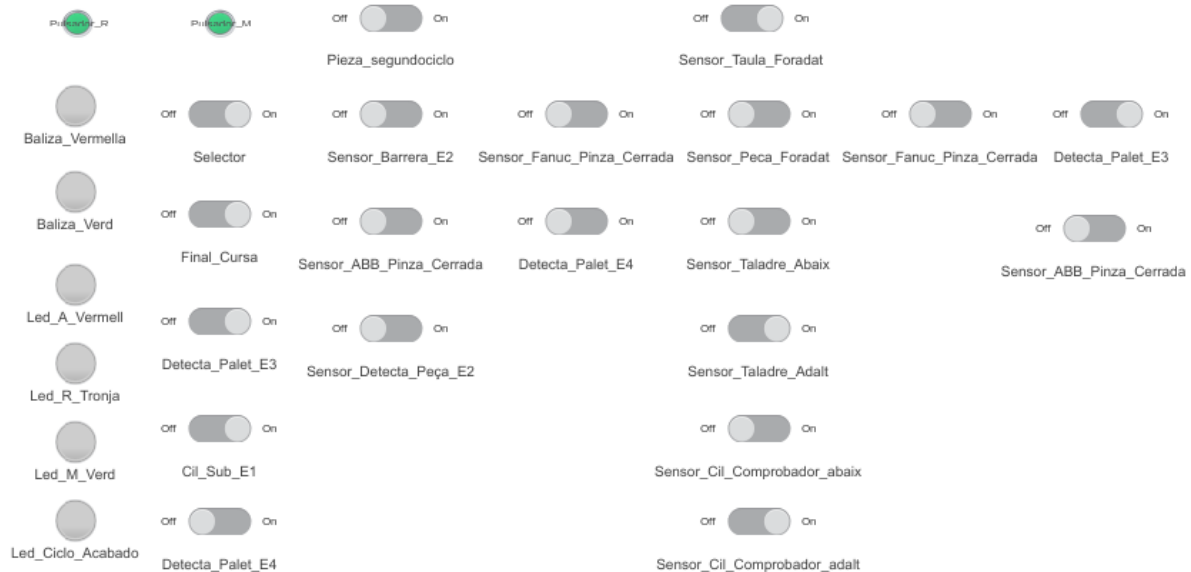 Pulsador_R Pulsador_M Off On Off On
Pieza_segundociclo Sensor_Taula_Foradat
Off On Off On Off On Off On Off On Off On
Baliza_Vermella Selector Sensor_Barrera_E2 Sensor_Fanuc_Pinza_Cerrada Sensor_Peca_Foradat Sensor_Fanuc_Pinza_Cerrada Detecta_Palet_E3
Off On Off On Off On Off On Off On
Baliza_Verd Final_Cursa Sensor_ABB_Pinza_Cerrada Detecta_Palet_E4 Sensor_Taladre_Abaix Sensor_ABB_Pinza_Cerrada
Led_A_Vermell
Off On Off On Off On
Detecta_Palet_E3 Sensor_Detecta_Peça_E2 Sensor_Taladre_Adalt
Led_R_Tronja
Off On Off On
Led_M_Verd Cil_Sub_E1 Sensor_Cil_Comprobador_abaix
Off On Off On
Led_Ciclo_Acabado Detecta_Palet_E4 Sensor_Cil_Comprobador_adalt